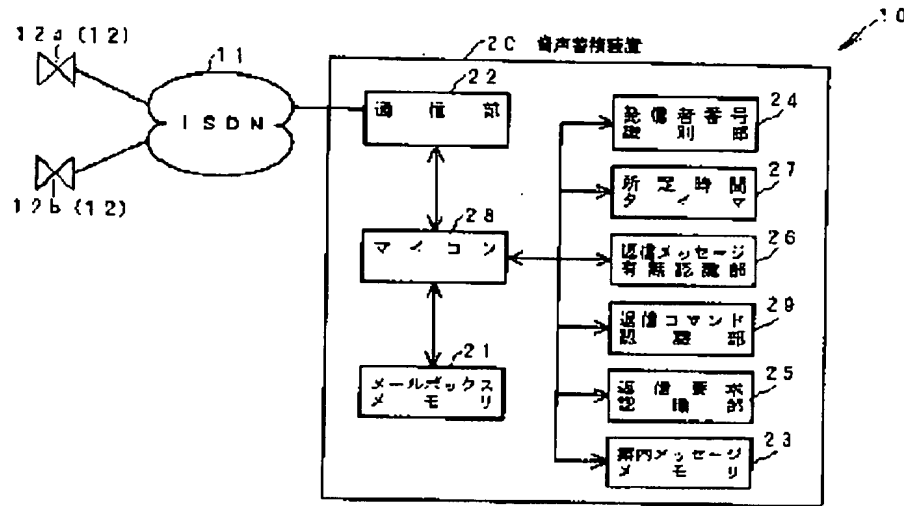 10
12a(12)
11
ISDN
12b(12)
20 音声蓄積装置
22
通信部
28
マイコン
21
メールボックス
メモリ
24
発信者番号
識別部
27
所定時間
タイマ
26
返信メッセージ
有無認識部
29
返信コマンド
認識部
25
返信要求
認識部
23
案内メッセージ
メモリ